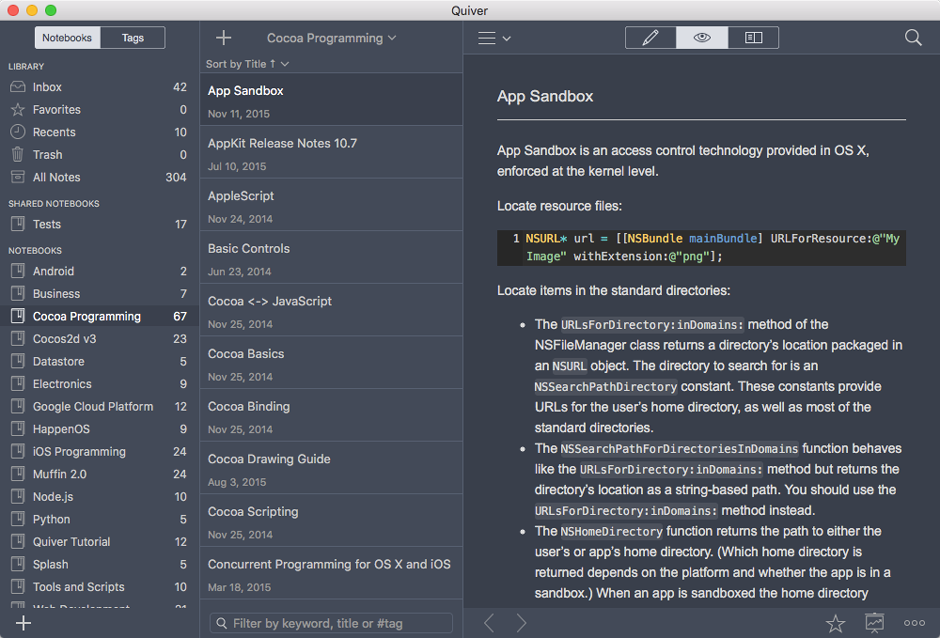 Quiver
Notebooks Tags
LIBRARY
Inbox 42
Favorites 0
Recents 10
Trash 0
All Notes 304
SHARED NOTEBOOKS
Tests 17
NOTEBOOKS
Android 2
Business 7
Cocoa Programming 67
Cocos2d v3 23
Datastore 5
Electronics 9
Google Cloud Platform 12
HappenOS 9
iOS Programming 24
Muffin 2.0 24
Node.js 10
Python 5
Quiver Tutorial 12
Splash 5
Tools and Scripts 10
Web Development 21
Cocoa Programming
Sort by Title ↑
App Sandbox
Nov 11, 2015
AppKit Release Notes 10.7
Jul 10, 2015
AppleScript
Nov 24, 2014
Basic Controls
Jun 23, 2014
Cocoa <-> JavaScript
Nov 25, 2014
Cocoa Basics
Nov 25, 2014
Cocoa Binding
Nov 25, 2014
Cocoa Drawing Guide
Aug 3, 2015
Cocoa Scripting
Nov 25, 2014
Concurrent Programming for OS X and iOS
Mar 18, 2015
Filter by keyword, title or #tag
App Sandbox
App Sandbox is an access control technology provided in OS X,
enforced at the kernel level.
Locate resource files:
1 NSURL* url = [[NSBundle mainBundle] URLForResource:@"My
Image" withExtension:@"png"];
Locate items in the standard directories:
• The URLsForDirectory:inDomains: method of the
NSFileManager class returns a directory's location packaged in
an NSURL object. The directory to search for is an
NSSearchPathDirectory constant. These constants provide
URLs for the user's home directory, as well as most of the
standard directories.
• The NSSearchPathForDirectoriesInDomains function behaves
like the URLsForDirectory:inDomains: method but returns the
directory's location as a string-based path. You should use the
URLsForDirectory:inDomains: method instead.
• The NSHomeDirectory function returns the path to either the
user's or app's home directory. (Which home directory is
returned depends on the platform and whether the app is in a
sandbox.) When an app is sandboxed the home directory